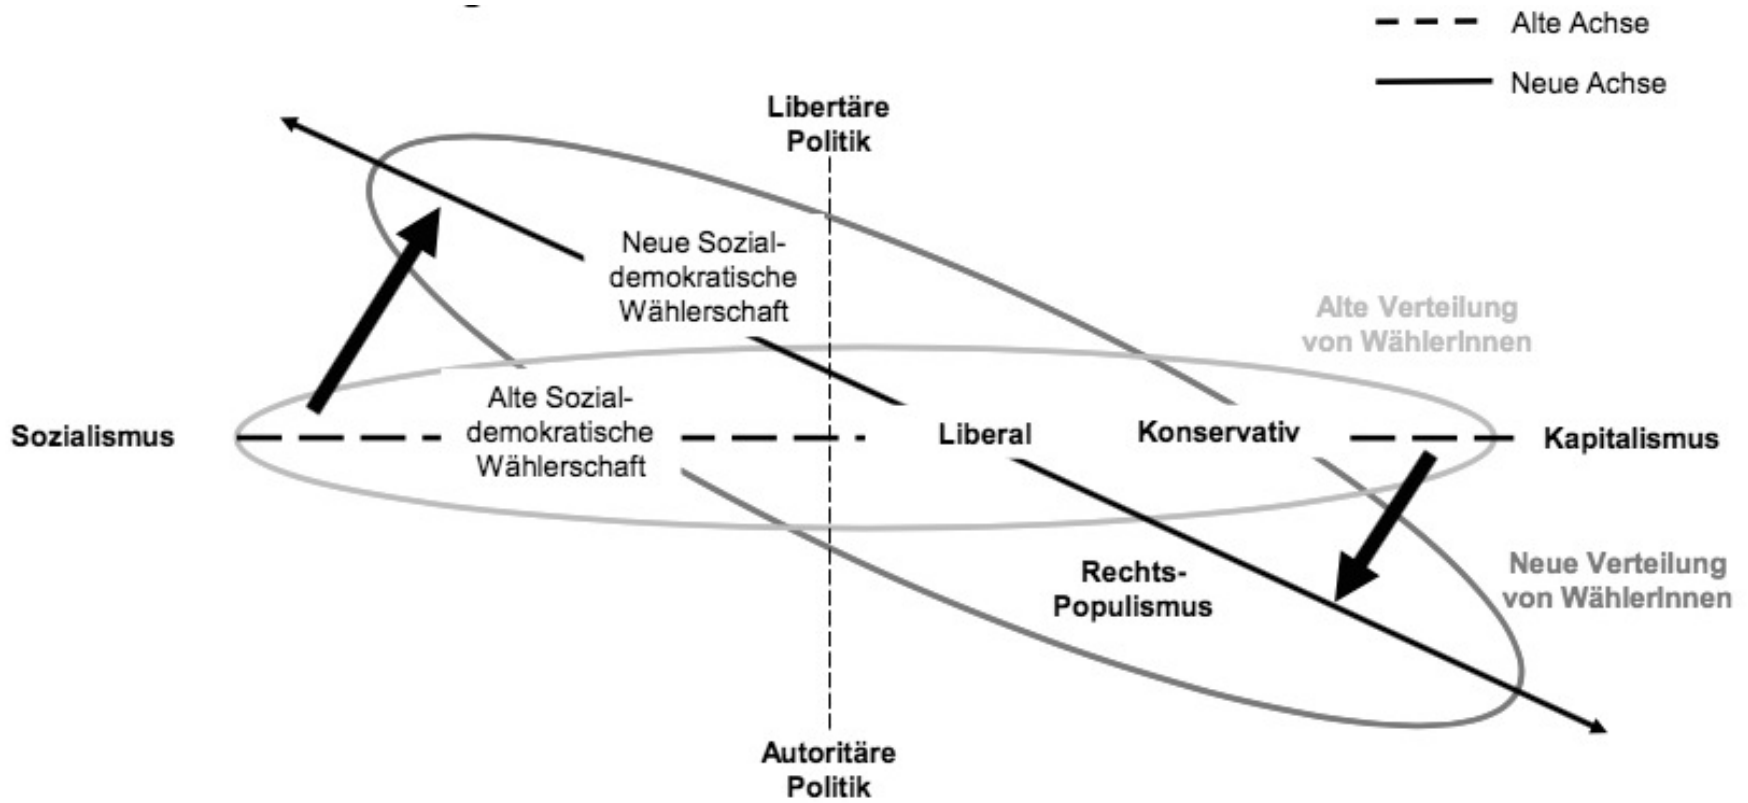 Alte Achse
Neue Achse
Libertäre
Politik
Neue Sozial-
demokratische
Wählerschaft
Alte Verteilung
von WählerInnen
Alte Sozial-
demokratische
Wählerschaft
Sozialismus
Liberal
Konservativ
Kapitalismus
Rechts-
Populismus
Neue Verteilung
von WählerInnen
Autoritäre
Politik